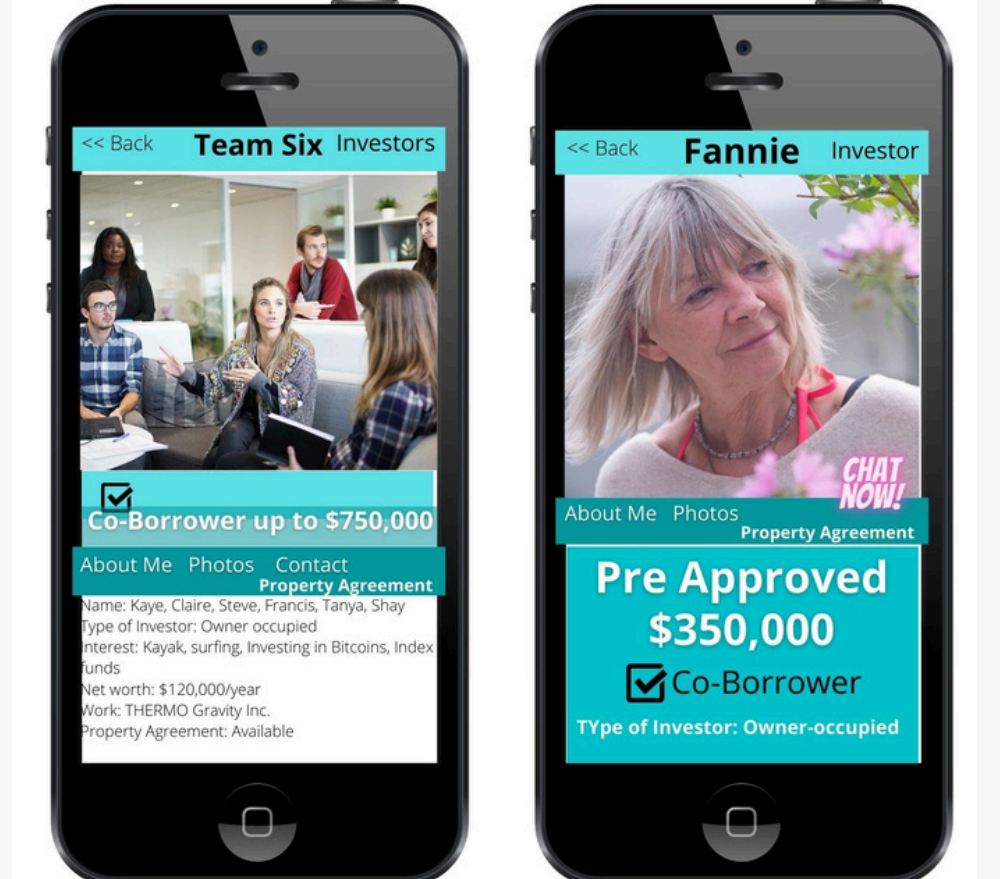 << Back Team Six Investors
Co-Borrower up to $750,000
About Me Photos Contact
Property Agreement
Name: Kaye, Claire, Steve, Francis, Tanya, Shay
Type of Investor: Owner occupied
Interest: Kayak, surfing, Investing in Bitcoins, Index
funds
Net worth: $120,000/year
Work: THERMO Gravity Inc.
Property Agreement: Available
<< Back Fannie Investor
CHAT
NOW!
About Me Photos
Property Agreement
Pre Approved
$350,000
Co-Borrower
TYpe of Investor: Owner-occupied